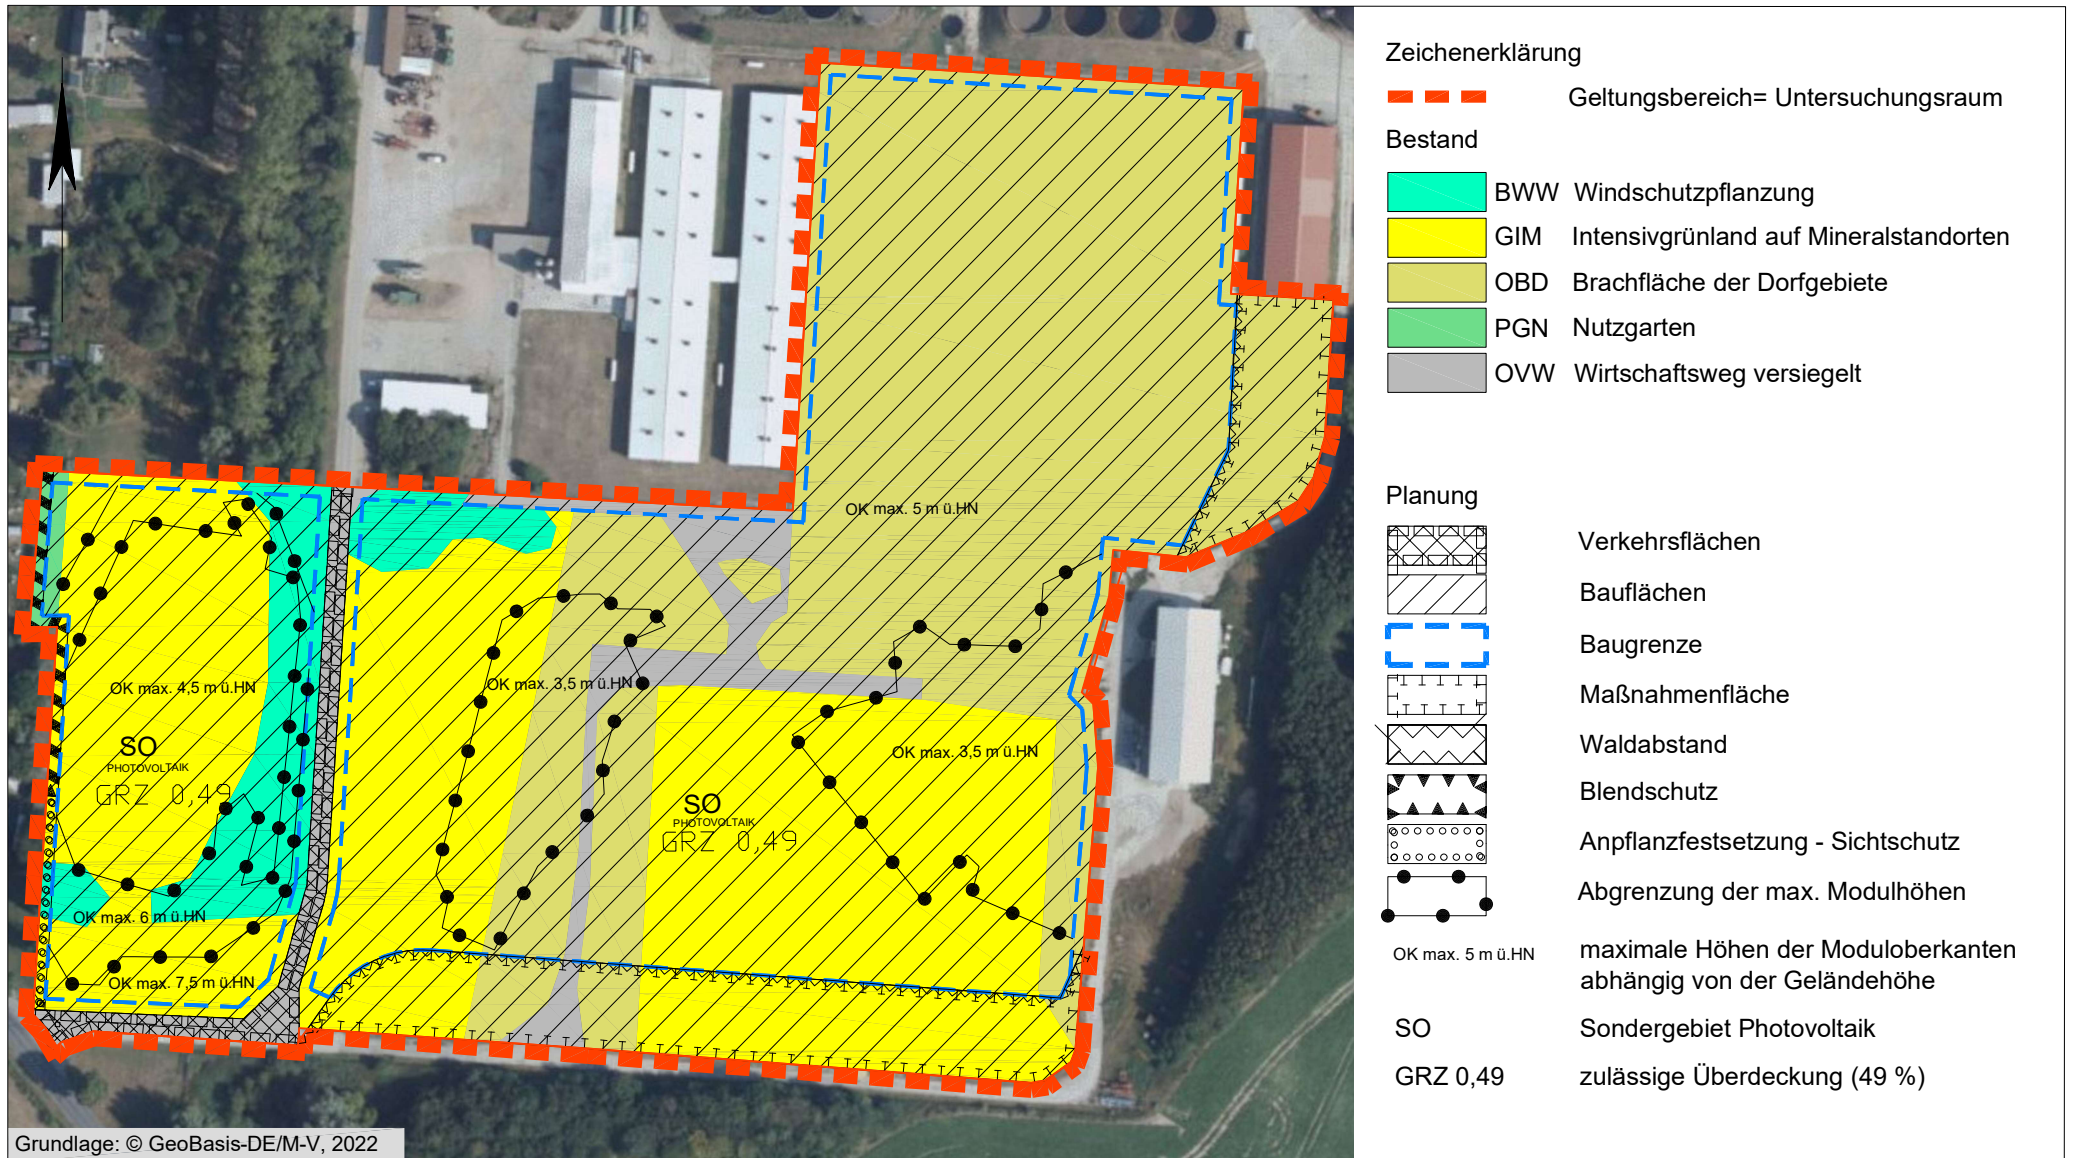 OK max. 5 m ü.HN
OK max. 4,5 m ü.HN
SO
PHOTOVOLTAIK
GRZ 0,49
OK max. 6 m ü.HN
OK max. 7,5 m ü.HN
OK max. 3,5 m ü.HN
OK max. 3,5 m ü.HN
SO
PHOTOVOLTAIK
GRZ 0,49
Grundlage: © GeoBasis-DE/M-V, 2022
Zeichenerklärung
Geltungsbereich= Untersuchungsraum
Bestand
BWW Windschutzpflanzung
GIM Intensivgrünland auf Mineralstandorten
OBD Brachfläche der Dorfgebiete
PGN Nutzgarten
OVW Wirtschaftsweg versiegelt
Planung
Verkehrsflächen
Bauflächen
Baugrenze
Maßnahmenfläche
Waldabstand
Blendschutz
Anpflanzfestsetzung - Sichtschutz
Abgrenzung der max. Modulhöhen
OK max. 5 m ü.HN maximale Höhen der Moduloberkanten
abhängig von der Geländehöhe
SO Sondergebiet Photovoltaik
GRZ 0,49 zulässige Überdeckung (49 %)